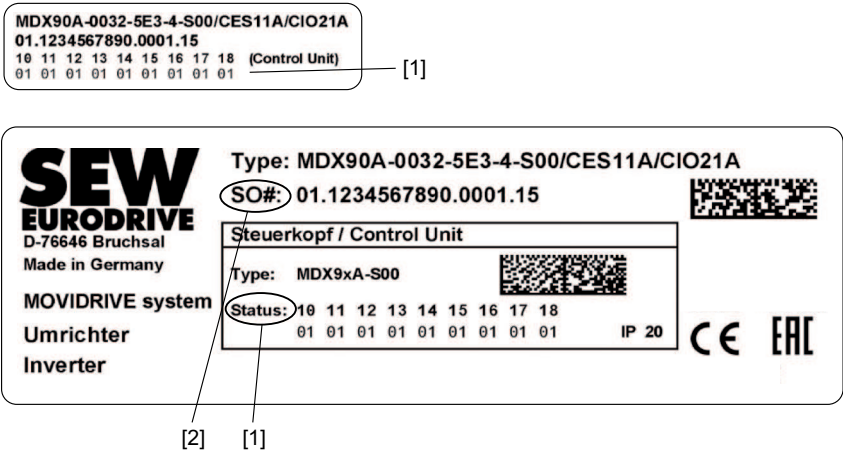 MDX90A-0032-5E3-4-S00/CES11A/CIO21A
01.1234567890.0001.15
10 11 12 13 14 15 16 17 18 (Control Unit)
01 01 01 01 01 01 01 01 01
[1]
SEW
EURODRIVE
D-76646 Bruchsal
Made in Germany
MOVIDRIVE system
Umrichter
Inverter
Type: MDX90A-0032-5E3-4-S00/CES11A/CIO21A
SO#: 01.1234567890.0001.15
Steuerkopf / Control Unit
Type: MDX9xA-S00
Status: 10 11 12 13 14 15 16 17 18
01 01 01 01 01 01 01 01 01 IP 20
CE EAC
[2] [1]